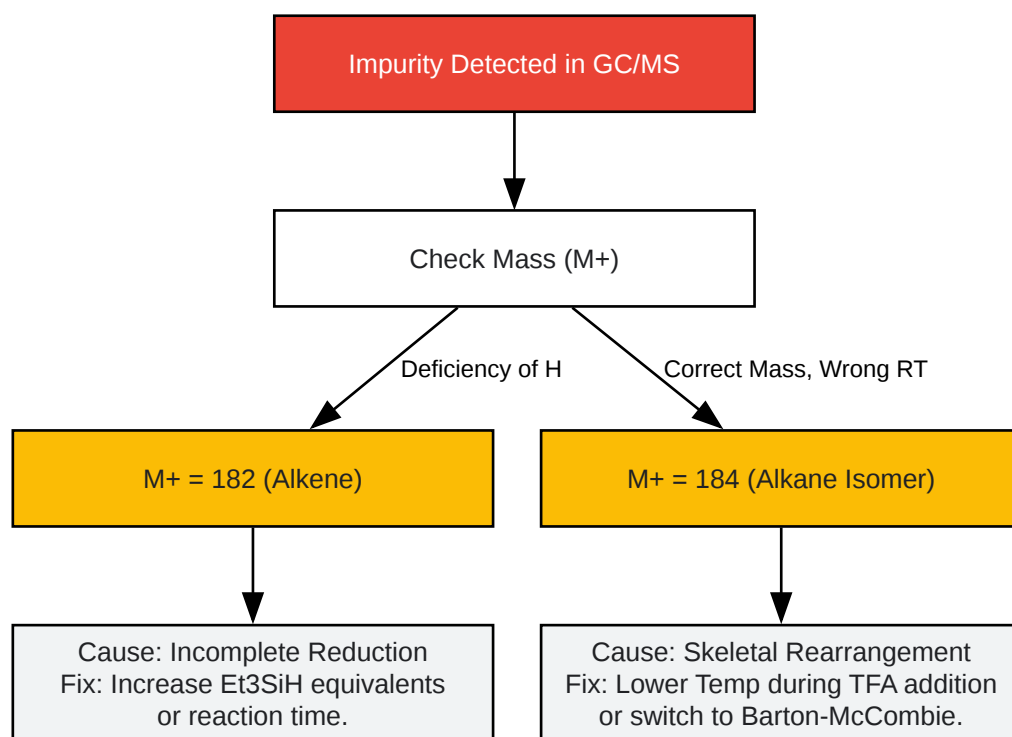 Impurity Detected in GC/MS
Check Mass (M+)
Deficiency of H
Correct Mass, Wrong RT
M+ = 182 (Alkene)
M+ = 184 (Alkane Isomer)
Cause: Incomplete Reduction
Fix: Increase Et3SiH equivalents
or reaction time.
Cause: Skeletal Rearrangement
Fix: Lower Temp during TFA addition
or switch to Barton-McCombie.